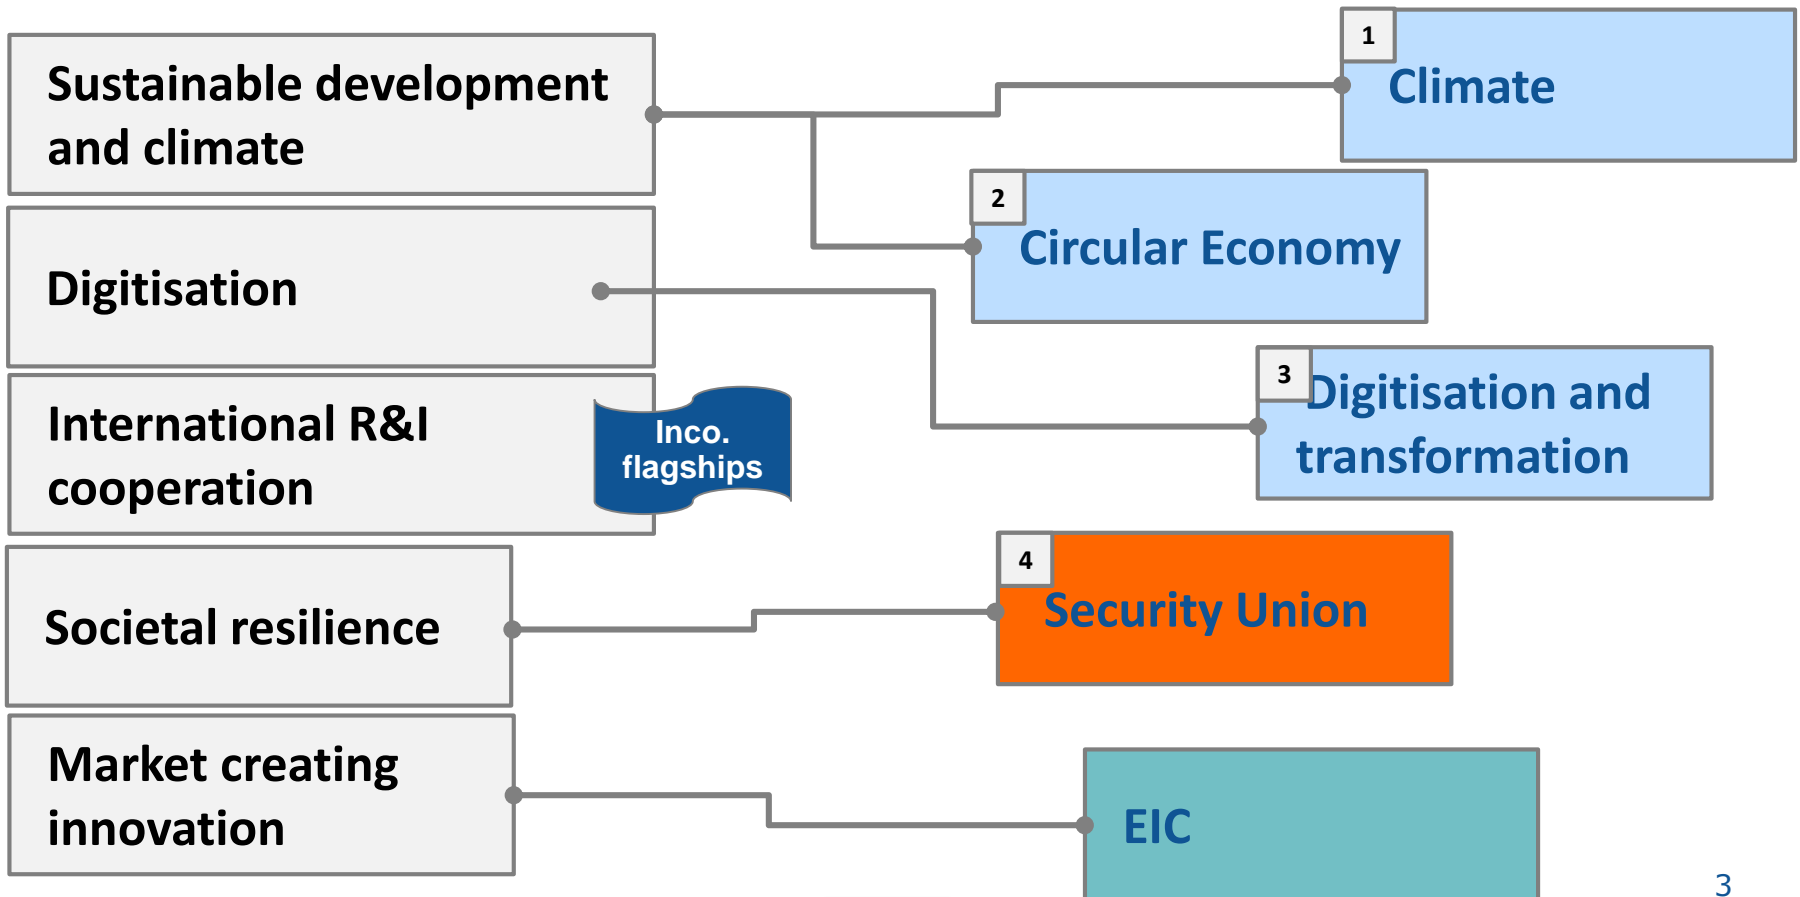 Sustainable development
and climate
Digitisation
International R&I
cooperation
Inco.
flagships
Societal resilience
Market creating
innovation
1
Climate
2
Circular Economy
3
Digitisation and
transformation
4
Security Union
EIC
3